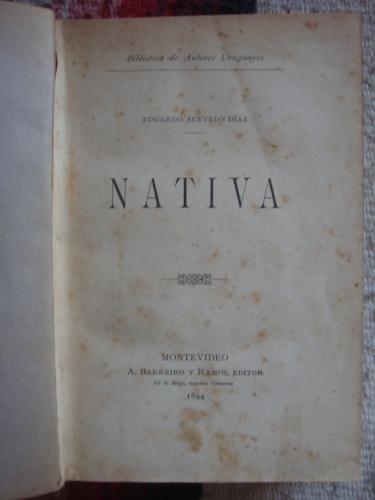 Biblioteca de Autores Uruguayos
EDUARDO ACEVEDO DÍAZ
NATIVA
MONTEVIDEO
A. BARREIRO Y RAMOS, EDITOR
25 de Mayo, esquina Cámaras
1894